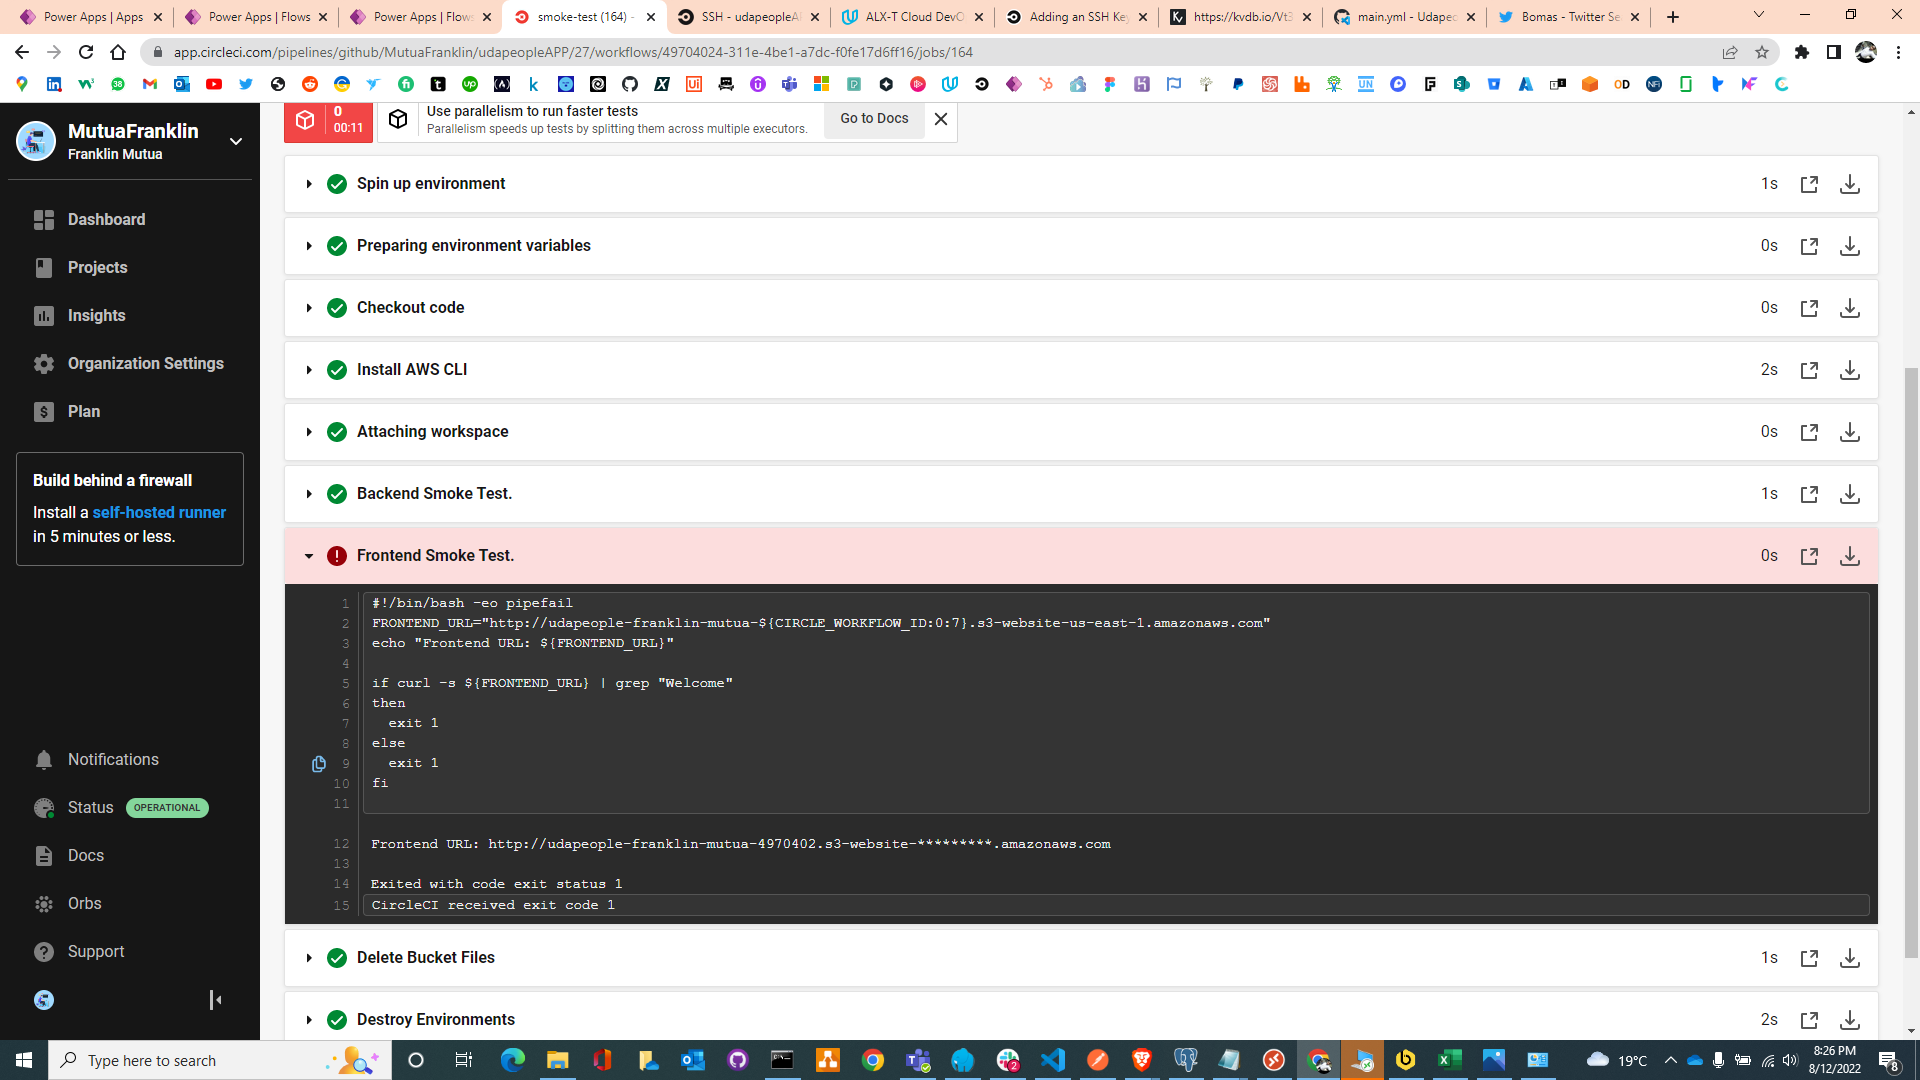 Power Apps | Apps
Power Apps | Flows
Power Apps | Flows
smoke-test (164) -
SSH - udapeopleA
ALX-T Cloud DevO
Adding an SSH Key
https://kvdb.io/Vt3
main.yml - Udapeo
Bomas - Twitter Se
app.circleci.com/pipelines/github/MutuaFranklin/udapeopleAPP/27/workflows/49704024-311e-4be1-a7dc-f0fe17d6ff16/jobs/164
MutuaFranklin
Franklin Mutua
Dashboard
Projects
Insights
Organization Settings
Plan
Build behind a firewall
Install a self-hosted runner
in 5 minutes or less.
Notifications
Status OPERATIONAL
Docs
Orbs
Support
0
00:11
Use parallelism to run faster tests
Parallelism speeds up tests by splitting them across multiple executors.
Go to Docs
Spin up environment 1s
Preparing environment variables 0s
Checkout code 0s
Install AWS CLI 2s
Attaching workspace 0s
Backend Smoke Test. 1s
Frontend Smoke Test. 0s
1 #!/bin/bash -eo pipefail
2 FRONTEND_URL="http://udapeople-franklin-mutua-${CIRCLE_WORKFLOW_ID:0:7}.s3-website-us-east-1.amazonaws.com"
3 echo "Frontend URL: ${FRONTEND_URL}"
4
5 if curl -s ${FRONTEND_URL} | grep "Welcome"
6 then
7 exit 1
8 else
9 exit 1
10 fi
11
12 Frontend URL: http://udapeople-franklin-mutua-4970402.s3-website-*********.amazonaws.com
13
14 Exited with code exit status 1
15 CircleCI received exit code 1
Delete Bucket Files 1s
Destroy Environments 2s
Type here to search
19°C
8:26 PM
8/12/2022
8